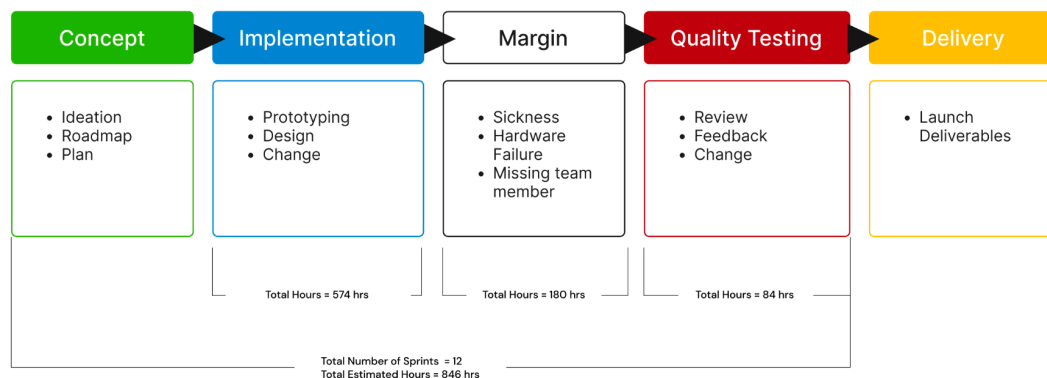 Concept
Implementation
Margin
Quality Testing
Delivery
• Ideation
• Roadmap
• Plan
• Prototyping
• Design
• Change
• Sickness
• Hardware
Failure
• Missing team
member
• Review
• Feedback
• Change
• Launch
Deliverables
Total Hours = 574 hrs
Total Hours = 180 hrs
Total Hours = 84 hrs
Total Number of Sprints = 12
Total Estimated Hours = 846 hrs